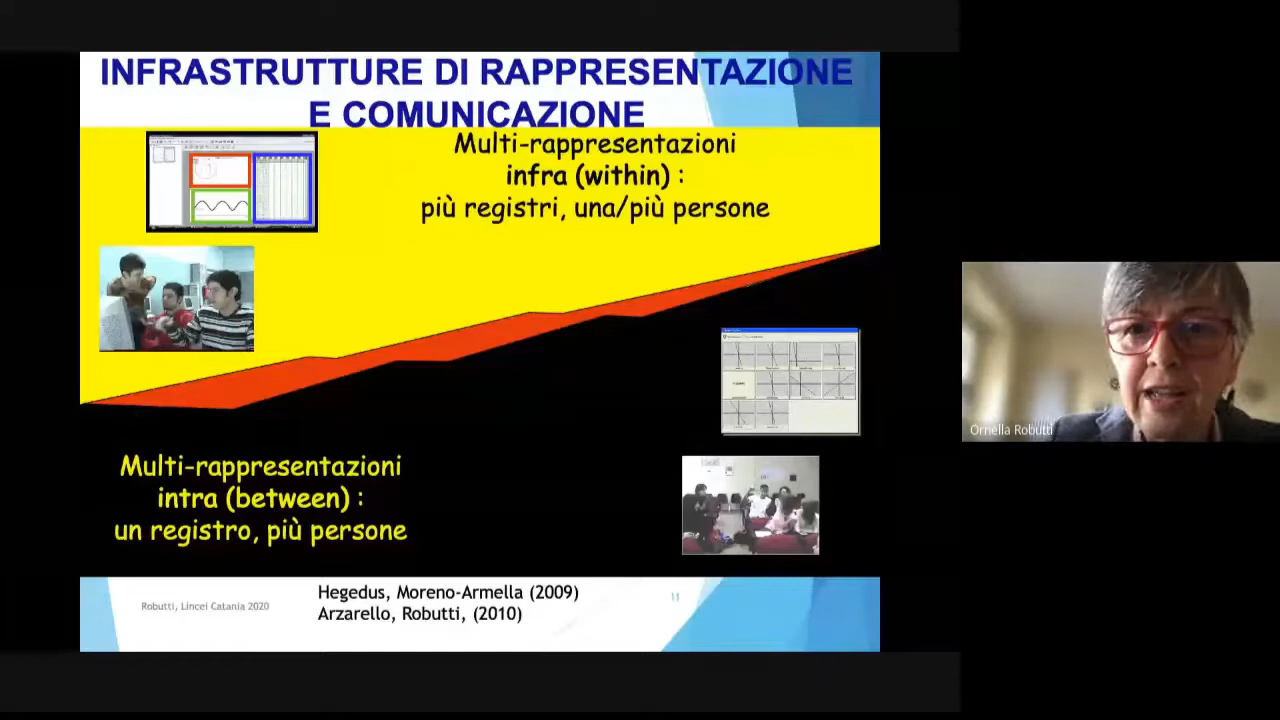 INFRASTRUTTURE DI RAPPRESENTAZIONE
E COMUNICAZIONE
Multi-rappresentazioni
infra (within) :
più registri, una/più persone
Multi-rappresentazioni
intra (between) :
un registro, più persone
Hegedus, Moreno-Armella (2009)
Arzarello, Robutti, (2010)
Robutti, Lincei Catania 2020
11
Ornella Robutti